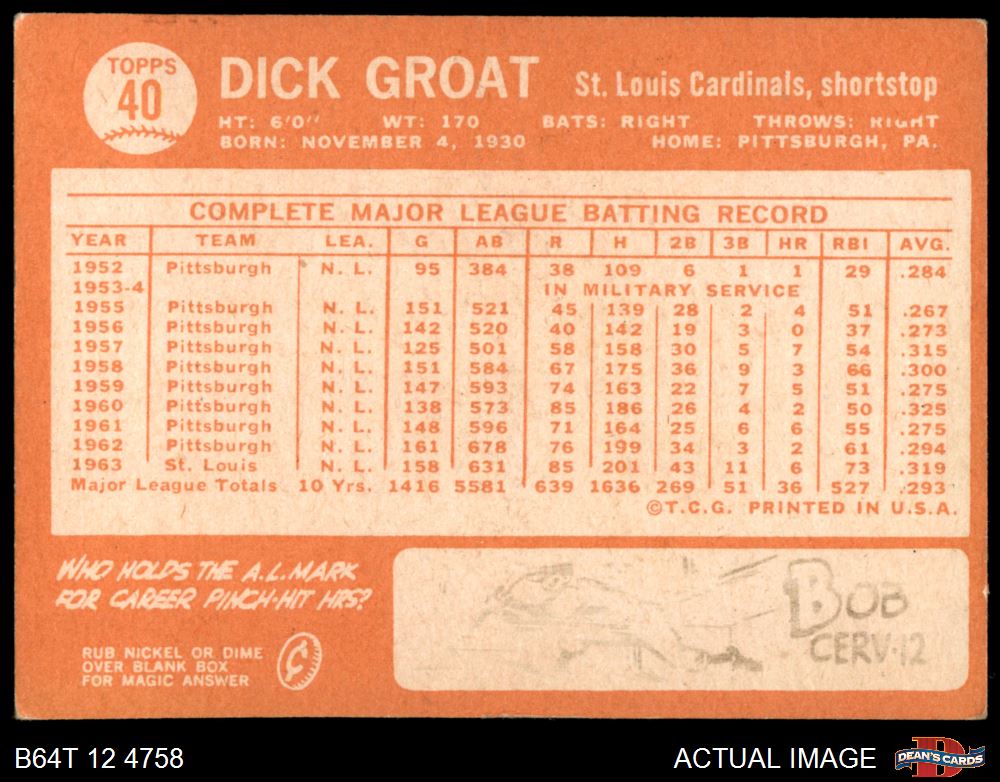 TOPPS
40
DICK GROAT St. Louis Cardinals, shortstop
HT: 6'0" WT: 170 BATS: RIGHT THROWS: RIGHT
BORN: NOVEMBER 4, 1930 HOME: PITTSBURGH, PA.
COMPLETE MAJOR LEAGUE BATTING RECORD
YEAR TEAM LEA. G AB R H 2B 3B HR RBI AVG.
1952 Pittsburgh N. L. 95 384 38 109 6 1 1 29 .284
1953-4 IN MILITARY SERVICE
1955 Pittsburgh N. L. 151 521 45 139 28 2 4 51 .267
1956 Pittsburgh N. L. 142 520 40 142 19 3 0 37 .273
1957 Pittsburgh N. L. 125 501 58 158 30 5 7 54 .315
1958 Pittsburgh N. L. 151 584 67 175 36 9 3 66 .300
1959 Pittsburgh N. L. 147 593 74 163 22 7 5 51 .275
1960 Pittsburgh N. L. 138 573 85 186 26 4 2 50 .325
1961 Pittsburgh N. L. 148 596 71 164 25 6 6 55 .275
1962 Pittsburgh N. L. 161 678 76 199 34 3 2 61 .294
1963 St. Louis N. L. 158 631 85 201 43 11 6 73 .319
Major League Totals 10 Yrs. 1416 5581 639 1636 269 51 36 527 .293
©T.C.G. PRINTED IN U.S.A.
WHO HOLDS THE A.L. MARK
FOR CAREER PINCH-HIT HRS?
RUB NICKEL OR DIME
OVER BLANK BOX
FOR MAGIC ANSWER
BOB
CERV·12
B64T 12 4758 ACTUAL IMAGE
DEAN'S CARDS